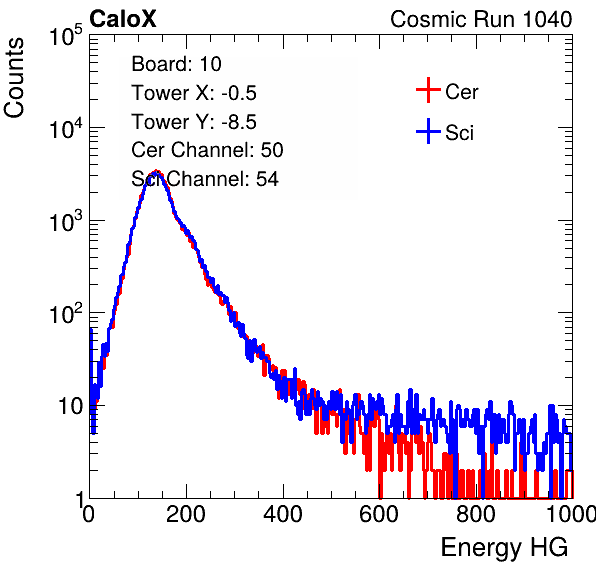 CaloX Cosmic Run 1040
Counts
Board: 10
Tower X: -0.5
Tower Y: -8.5
Cer Channel: 50
Sci Channel: 54
Cer
Sci
10^5
10^4
10^3
10^2
10
1
0 200 400 600 800 1000
Energy HG